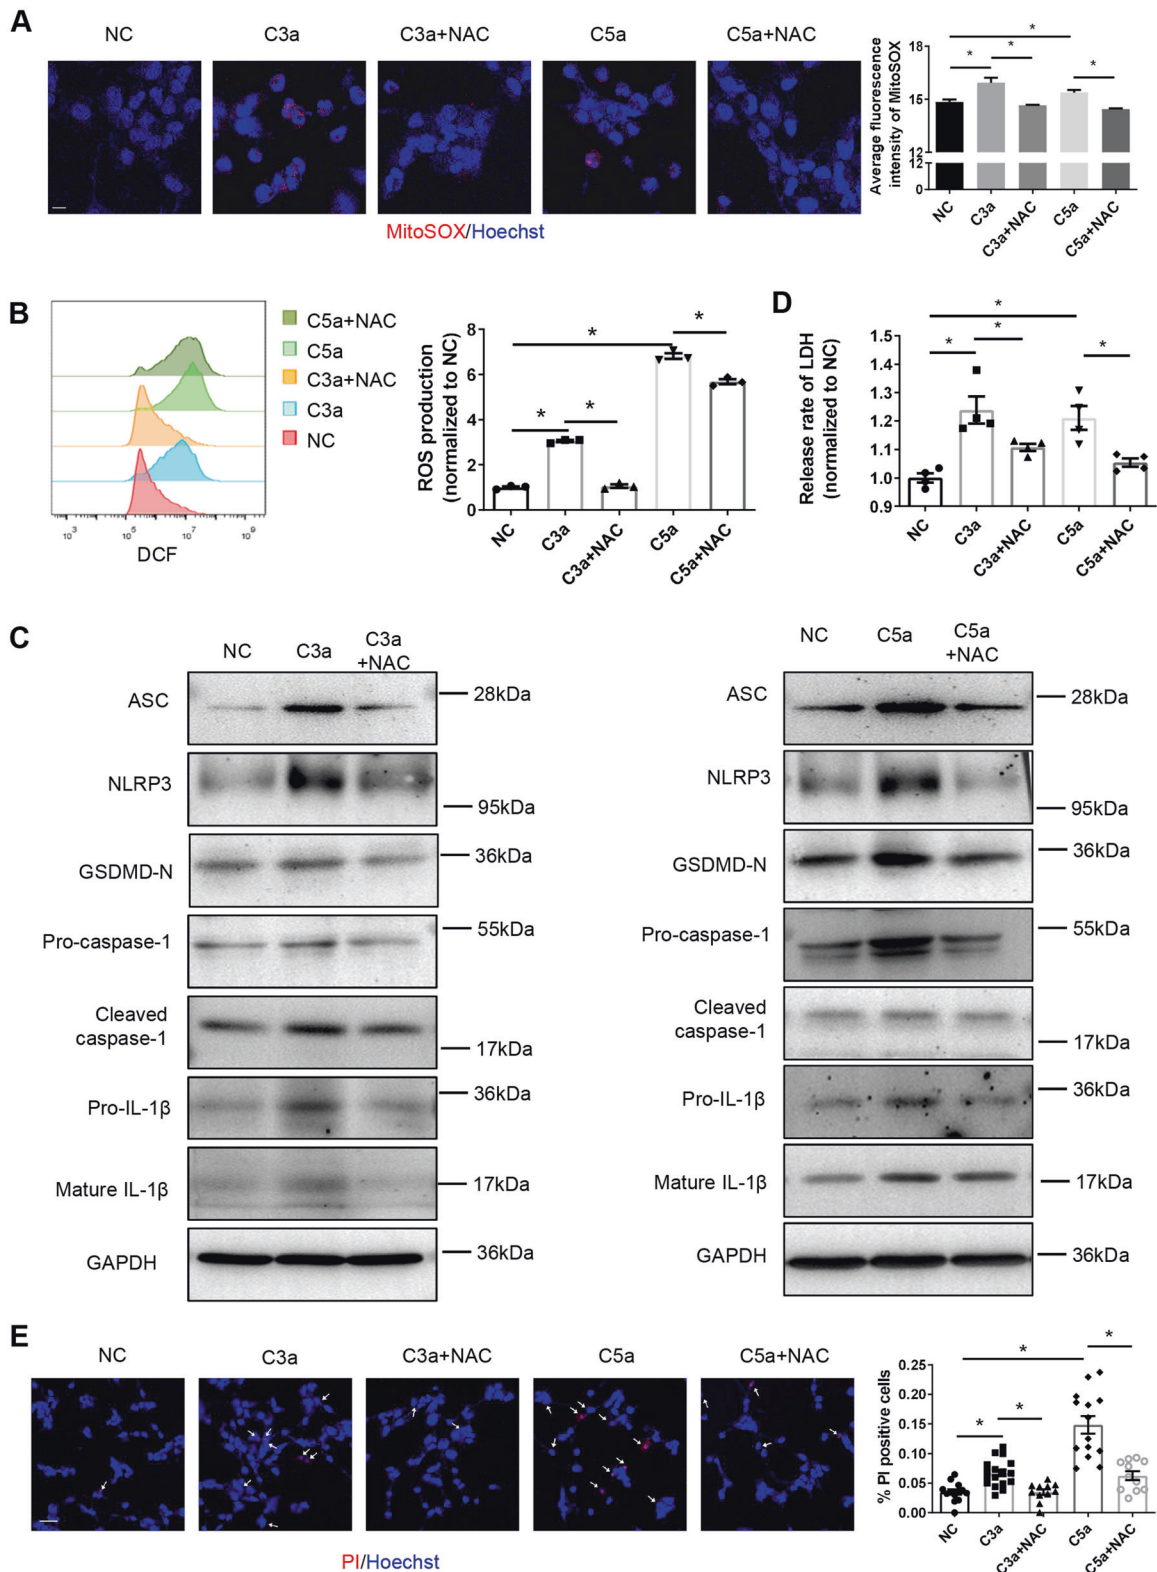 A
NC
C3a
C3a+NAC
C5a
C5a+NAC
MitoSOX/Hoechst
Average fluorescence
intensity of MitoSOX
18
15
12
12
0
*
*
*
*
NC
C3a
C3a+NAC
C5a
C5a+NAC
B
C5a+NAC
C5a
C3a+NAC
C3a
NC
10^3
10^5
10^7
10^9
DCF
ROS production
(normalized to NC)
8
6
4
2
0
*
*
*
*
NC
C3a
C3a+NAC
C5a
C5a+NAC
D
Release rate of LDH
(normalized to NC)
1.5
1.4
1.3
1.2
1.1
1.0
0.9
*
*
*
*
NC
C3a
C3a+NAC
C5a
C5a+NAC
C
NC
C3a
C3a
+NAC
ASC
28kDa
NLRP3
95kDa
GSDMD-N
36kDa
Pro-caspase-1
55kDa
Cleaved
caspase-1
17kDa
Pro-IL-1β
36kDa
Mature IL-1β
17kDa
GAPDH
36kDa
NC
C5a
C5a
+NAC
ASC
28kDa
NLRP3
95kDa
GSDMD-N
36kDa
Pro-caspase-1
55kDa
Cleaved
caspase-1
17kDa
Pro-IL-1β
36kDa
Mature IL-1β
17kDa
GAPDH
36kDa
E
NC
C3a
C3a+NAC
C5a
C5a+NAC
PI/Hoechst
% PI positive cells
0.25
0.20
0.15
0.10
0.05
0.00
*
*
*
*
NC
C3a
C3a+NAC
C5a
C5a+NAC